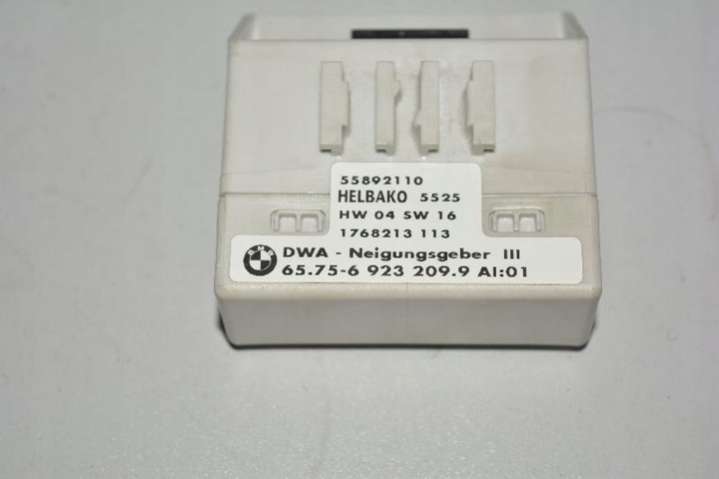 55892110
HELBAKO 5525
HW 04 SW 16
1768213 113
BMW DWA - Neigungsgeber III
65.75-6 923 209.9 AI:01